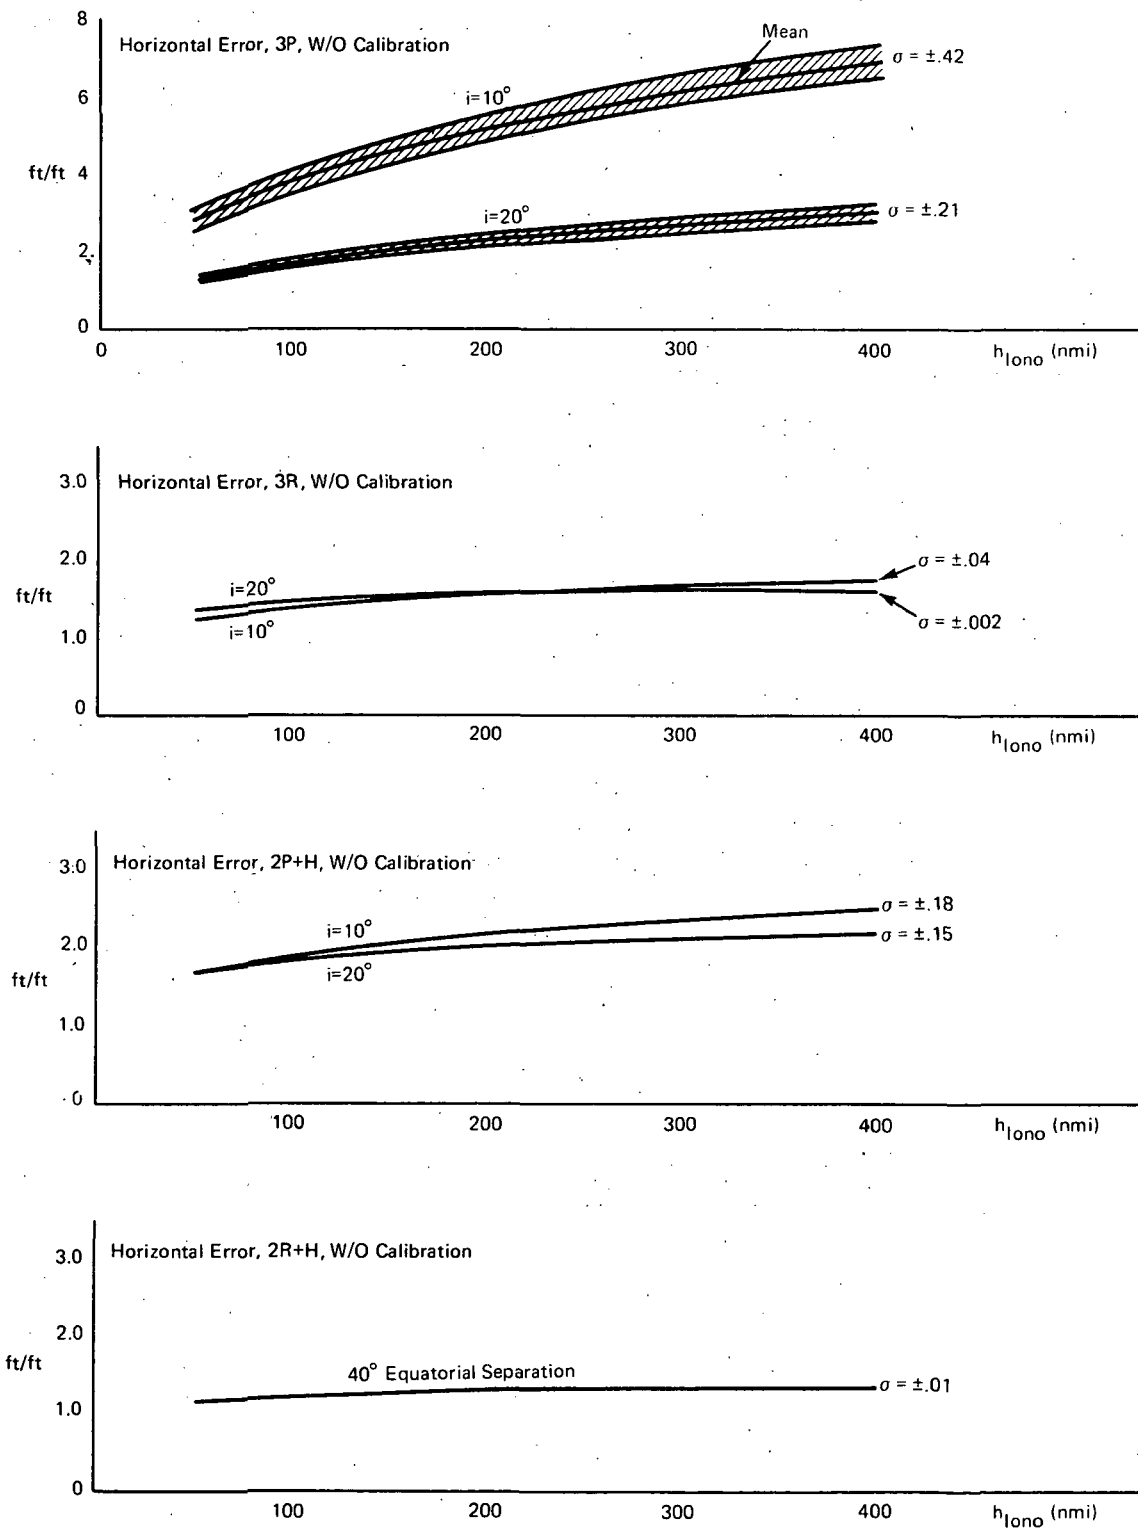 8
Horizontal Error, 3P, W/O Calibration
Mean
σ = ±.42
6
i=10°
ft/ft
4
i=20°
σ = ±.21
2
0
0
100
200
300
400
hIono (nmi)
3.0
Horizontal Error, 3R, W/O Calibration
2.0
σ = ±.04
i=20°
ft/ft
σ = ±.002
i=10°
1.0
0
100
200
300
400
hIono (nmi)
3.0
Horizontal Error, 2P+H, W/O Calibration
σ = ±.18
i=10°
2.0
σ = ±.15
i=20°
ft/ft
1.0
0
100
200
300
400
hIono (nmi)
3.0
Horizontal Error, 2R+H, W/O Calibration
2.0
ft/ft
40° Equatorial Separation
σ = ±.01
1.0
0
100
200
300
400
hIono (nmi)